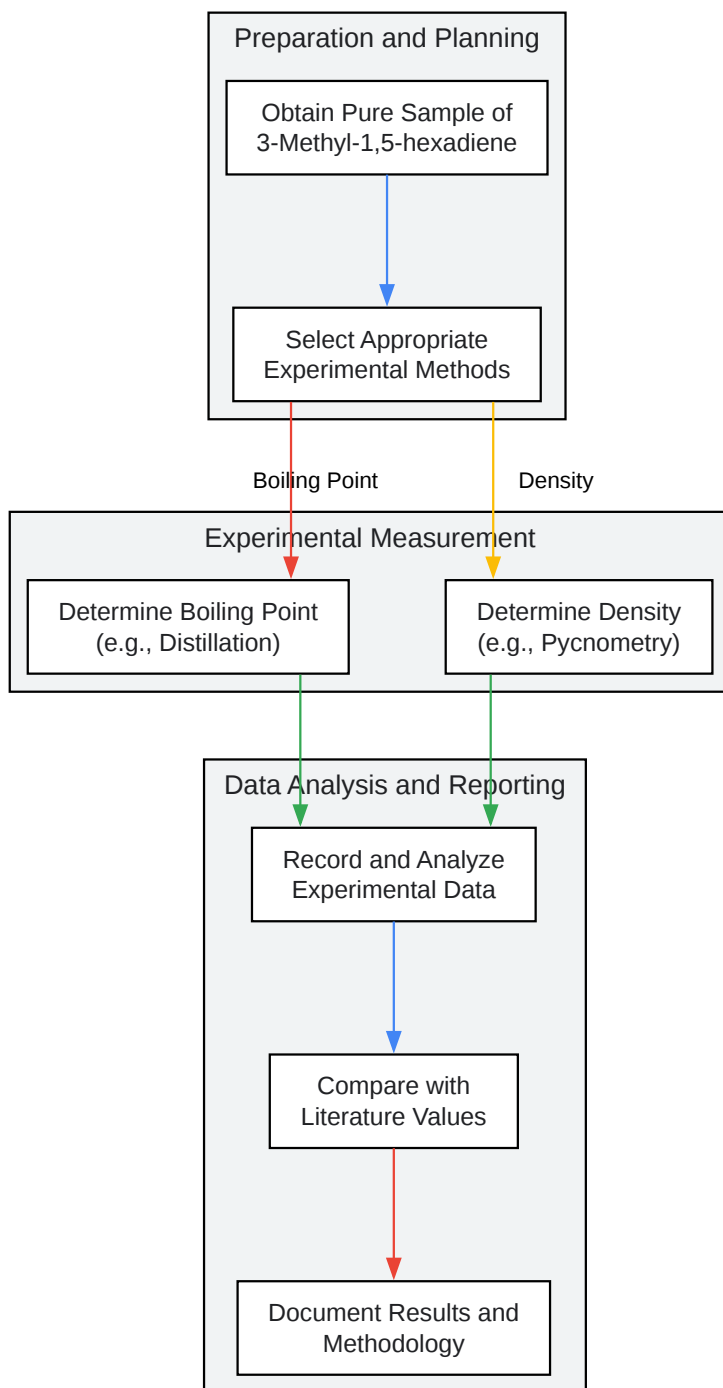 Preparation and Planning
Obtain Pure Sample of
3-Methyl-1,5-hexadiene
Select Appropriate
Experimental Methods
Boiling Point
Density
Experimental Measurement
Determine Boiling Point
(e.g., Distillation)
Determine Density
(e.g., Pycnometry)
Data Analysis and Reporting
Record and Analyze
Experimental Data
Compare with
Literature Values
Document Results and
Methodology